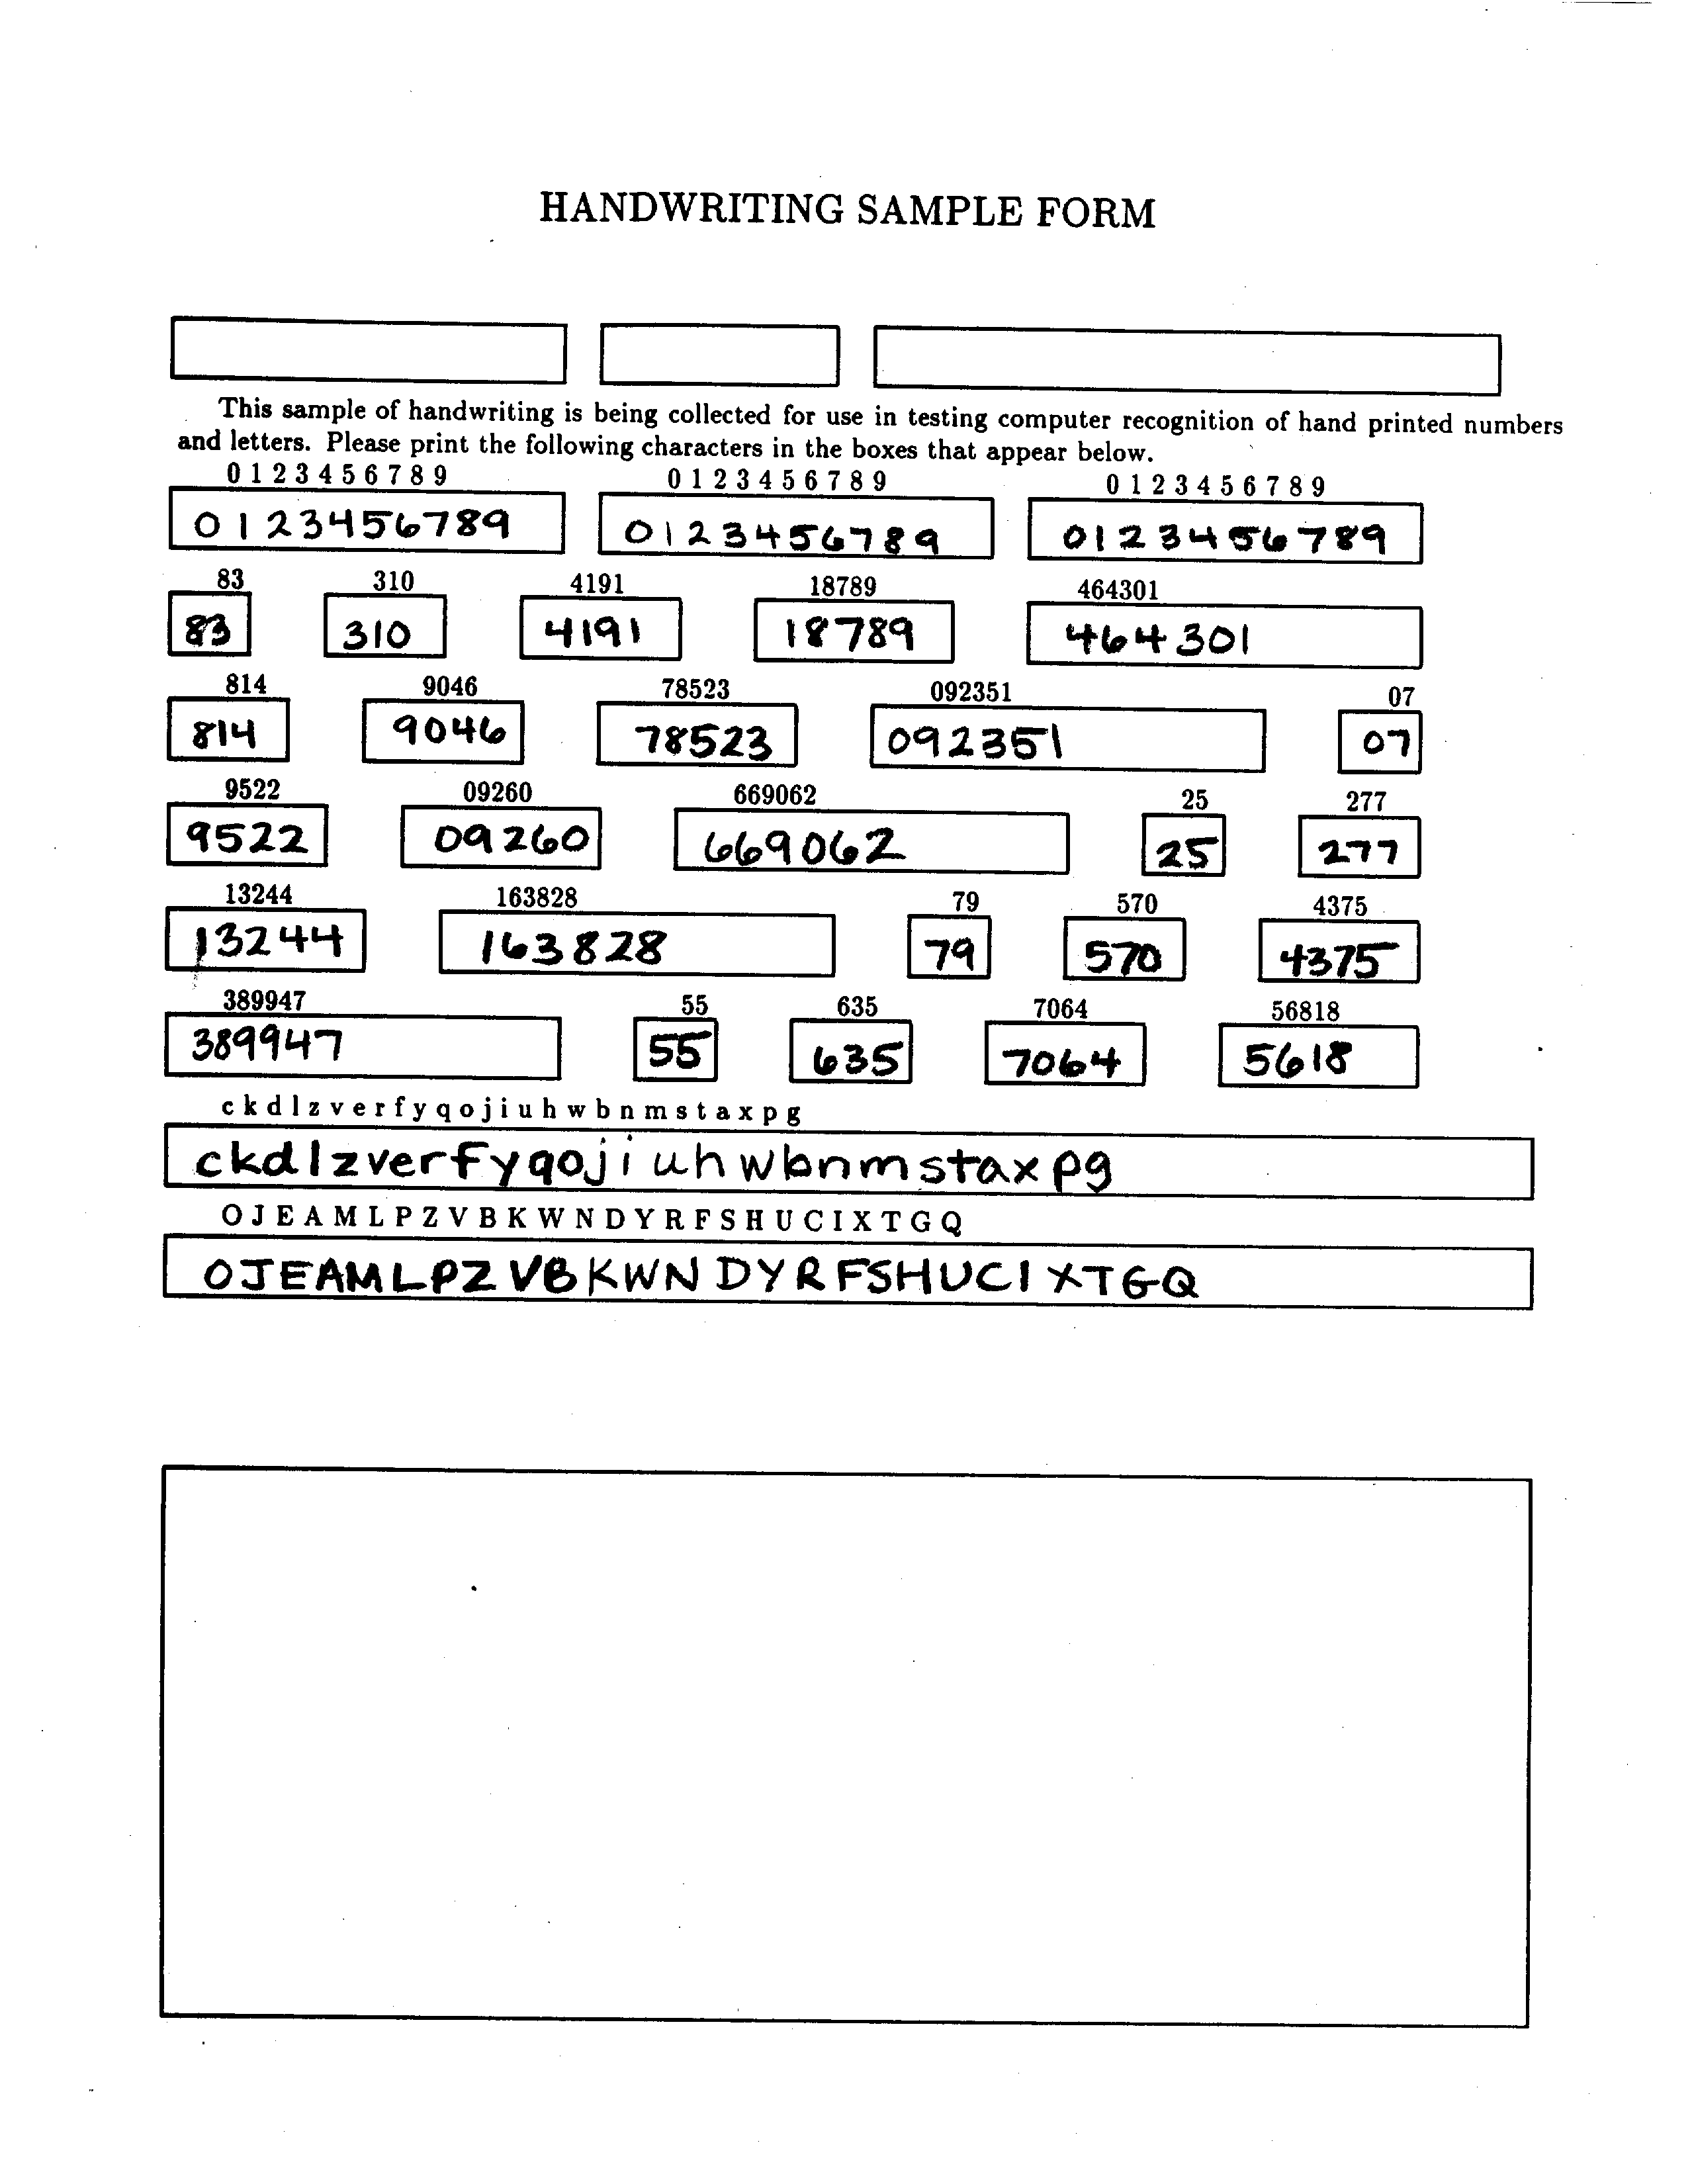 HANDWRITING SAMPLE FORM
This sample of handwriting is being collected for use in testing computer recognition of hand printed numbers
and letters. Please print the following characters in the boxes that appear below.
0 1 2 3 4 5 6 7 8 9 0 1 2 3 4 5 6 7 8 9 0 1 2 3 4 5 6 7 8 9
0123456789 0123456789 0123456789
83 310 4191 18789 464301
83 310 4191 18789 464301
814 9046 78523 092351 07
814 9046 78523 092351 07
9522 09260 669062 25 277
9522 09260 669062 25 277
13244 163828 79 570 4375
13244 163828 79 570 4375
389947 55 635 7064 56818
389947 55 635 7064 5618
c k d l z v e r f y q o j i u h w b n m s t a x p g
ckdlzverfyqojiuhwbnmstaxpg
O J E A M L P Z V B K W N D Y R F S H U C I X T G Q
OJEAMLPZVBKWNDYRFSHUCIXTGQ